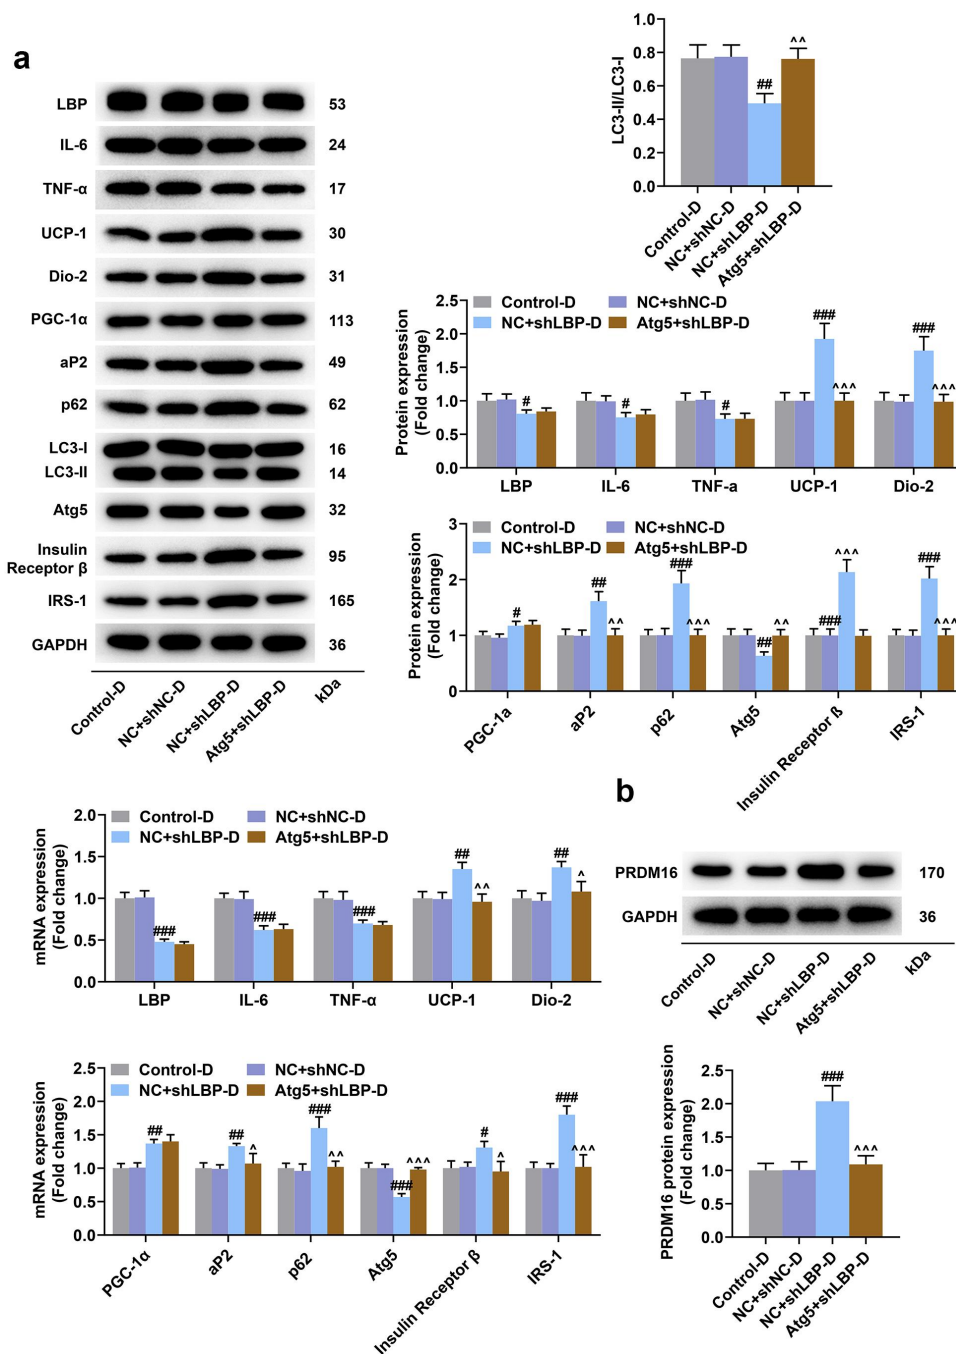 a
LBP 53
IL-6 24
TNF-α 17
UCP-1 30
Dio-2 31
PGC-1α 113
aP2 49
p62 62
LC3-I 16
LC3-II 14
Atg5 32
Insulin
Receptor β 95
IRS-1 165
GAPDH 36
Control-D
NC+shNC-D
NC+shLBP-D
Atg5+shLBP-D
kDa
LC3-II/LC3-I
1.0
0.8
0.6
0.4
0.2
0.0
##
^^
Control-D
NC+shNC-D
NC+shLBP-D
Atg5+shLBP-D
Protein expression
(Fold change)
2.5
2.0
1.5
1.0
0.5
0.0
Control-D NC+shNC-D
NC+shLBP-D Atg5+shLBP-D
# # # ### ^^^ ### ^^^
LBP IL-6 TNF-a UCP-1 Dio-2
Protein expression
(Fold change)
3
2
1
0
Control-D NC+shNC-D
NC+shLBP-D Atg5+shLBP-D
# ## ^^ ### ^^^ ## ^^ ### ^^^ ### ^^^
PGC-1a aP2 p62 Atg5 Insulin Receptor ß IRS-1
mRNA expression
(Fold change)
2.0
1.5
1.0
0.5
0.0
Control-D NC+shNC-D
NC+shLBP-D Atg5+shLBP-D
### ### ### ## ^^ ## ^
LBP IL-6 TNF-α UCP-1 Dio-2
mRNA expression
(Fold change)
2.5
2.0
1.5
1.0
0.5
0.0
Control-D NC+shNC-D
NC+shLBP-D Atg5+shLBP-D
## ## ^ ### ^^ ### ^^^ # ^ ### ^^^
PGC-1α aP2 p62 Atg5 Insulin Receptor β IRS-1
b
PRDM16 170
GAPDH 36
Control-D
NC+shNC-D
NC+shLBP-D
Atg5+shLBP-D
kDa
PRDM16 protein expression
(Fold change)
2.5
2.0
1.5
1.0
0.5
0.0
###
^^^
Control-D
NC+shNC-D
NC+shLBP-D
Atg5+shLBP-D